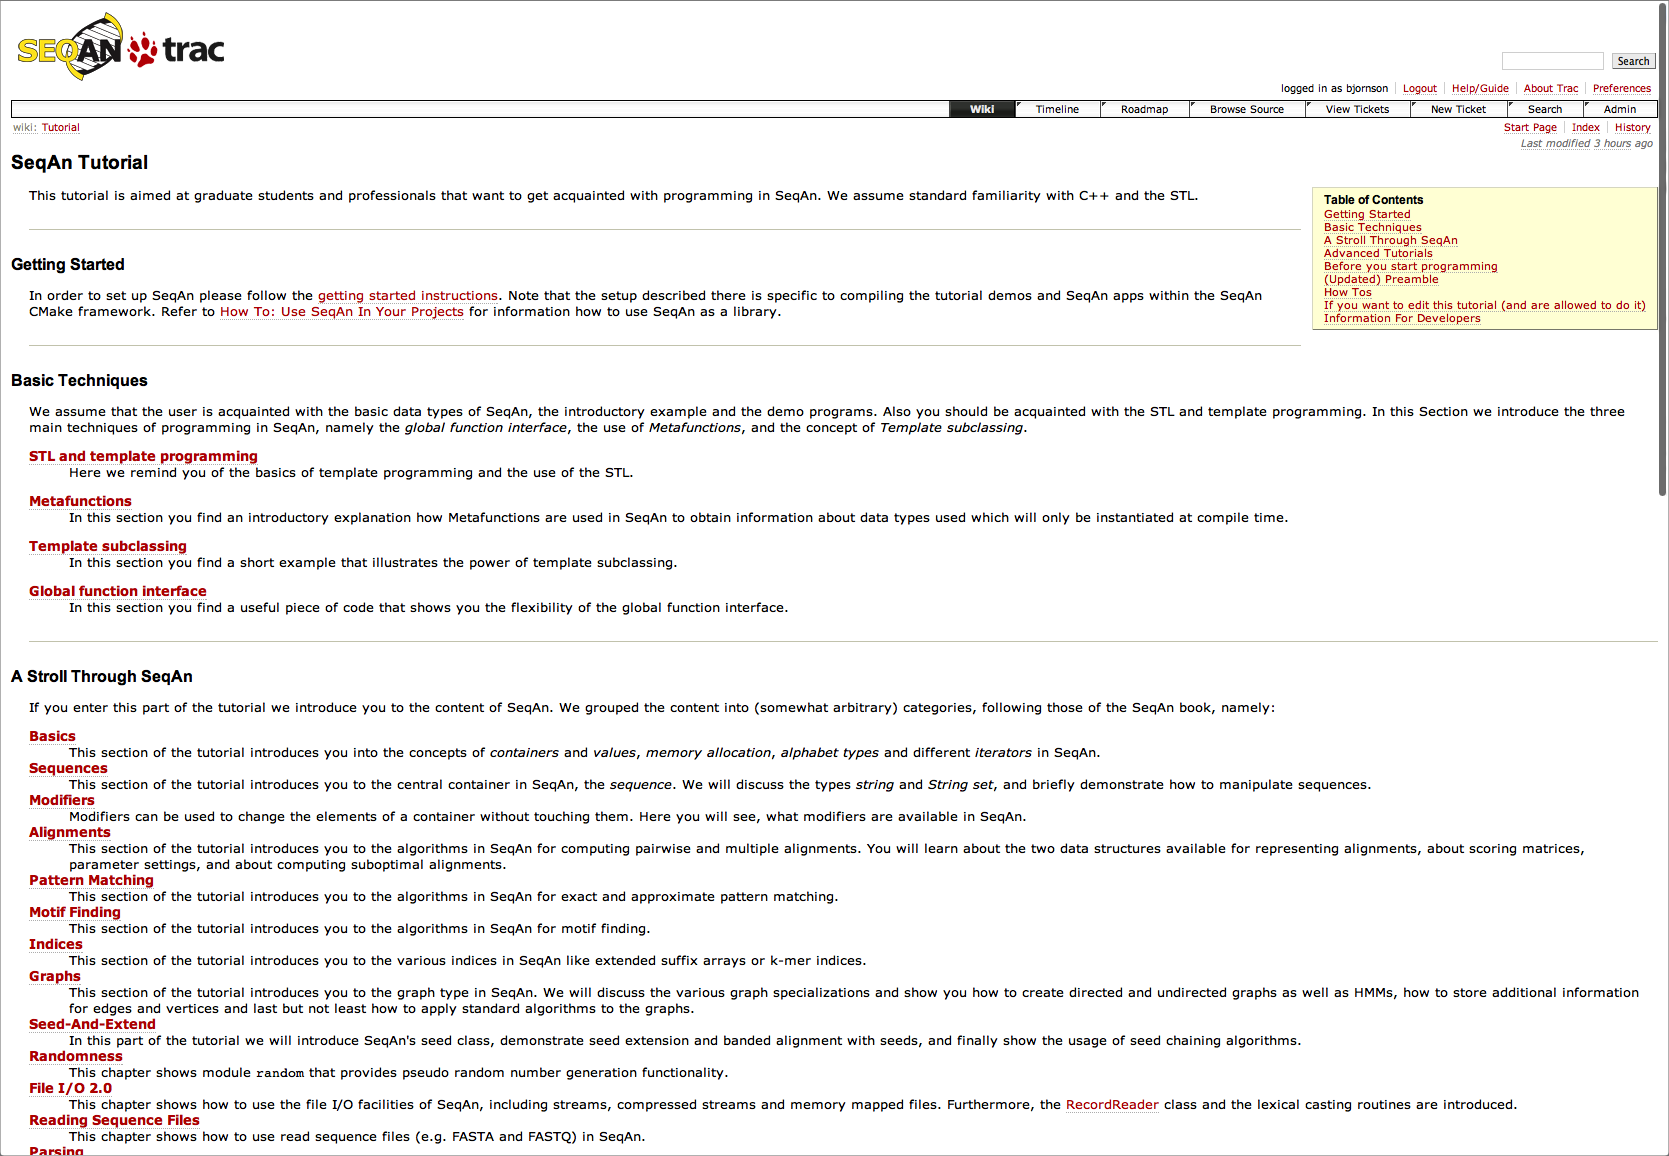 SEQAN trac
Search
logged in as bjornson Logout Help/Guide About Trac Preferences
Wiki Timeline Roadmap Browse Source View Tickets New Ticket Search Admin
wiki: Tutorial
Start Page Index History
Last modified 3 hours ago
SeqAn Tutorial
This tutorial is aimed at graduate students and professionals that want to get acquainted with programming in SeqAn. We assume standard familiarity with C++ and the STL.
Table of Contents
Getting Started
Basic Techniques
A Stroll Through SeqAn
Advanced Tutorials
Before you start programming
(Updated) Preamble
How Tos
If you want to edit this tutorial (and are allowed to do it)
Information For Developers
Getting Started
In order to set up SeqAn please follow the getting started instructions. Note that the setup described there is specific to compiling the tutorial demos and SeqAn apps within the SeqAn
CMake framework. Refer to How To: Use SeqAn In Your Projects for information how to use SeqAn as a library.
Basic Techniques
We assume that the user is acquainted with the basic data types of SeqAn, the introductory example and the demo programs. Also you should be acquainted with the STL and template programming. In this Section we introduce the three
main techniques of programming in SeqAn, namely the global function interface, the use of Metafunctions, and the concept of Template subclassing.
STL and template programming
Here we remind you of the basics of template programming and the use of the STL.
Metafunctions
In this section you find an introductory explanation how Metafunctions are used in SeqAn to obtain information about data types used which will only be instantiated at compile time.
Template subclassing
In this section you find a short example that illustrates the power of template subclassing.
Global function interface
In this section you find a useful piece of code that shows you the flexibility of the global function interface.
A Stroll Through SeqAn
If you enter this part of the tutorial we introduce you to the content of SeqAn. We grouped the content into (somewhat arbitrary) categories, following those of the SeqAn book, namely:
Basics
This section of the tutorial introduces you into the concepts of containers and values, memory allocation, alphabet types and different iterators in SeqAn.
Sequences
This section of the tutorial introduces you to the central container in SeqAn, the sequence. We will discuss the types string and String set, and briefly demonstrate how to manipulate sequences.
Modifiers
Modifiers can be used to change the elements of a container without touching them. Here you will see, what modifiers are available in SeqAn.
Alignments
This section of the tutorial introduces you to the algorithms in SeqAn for computing pairwise and multiple alignments. You will learn about the two data structures available for representing alignments, about scoring matrices,
parameter settings, and about computing suboptimal alignments.
Pattern Matching
This section of the tutorial introduces you to the algorithms in SeqAn for exact and approximate pattern matching.
Motif Finding
This section of the tutorial introduces you to the algorithms in SeqAn for motif finding.
Indices
This section of the tutorial introduces you to the various indices in SeqAn like extended suffix arrays or k-mer indices.
Graphs
This section of the tutorial introduces you to the graph type in SeqAn. We will discuss the various graph specializations and show you how to create directed and undirected graphs as well as HMMs, how to store additional information
for edges and vertices and last but not least how to apply standard algorithms to the graphs.
Seed-And-Extend
In this part of the tutorial we will introduce SeqAn's seed class, demonstrate seed extension and banded alignment with seeds, and finally show the usage of seed chaining algorithms.
Randomness
This chapter shows module random that provides pseudo random number generation functionality.
File I/O 2.0
This chapter shows how to use the file I/O facilities of SeqAn, including streams, compressed streams and memory mapped files. Furthermore, the RecordReader class and the lexical casting routines are introduced.
Reading Sequence Files
This chapter shows how to use read sequence files (e.g. FASTA and FASTQ) in SeqAn.
Parsing